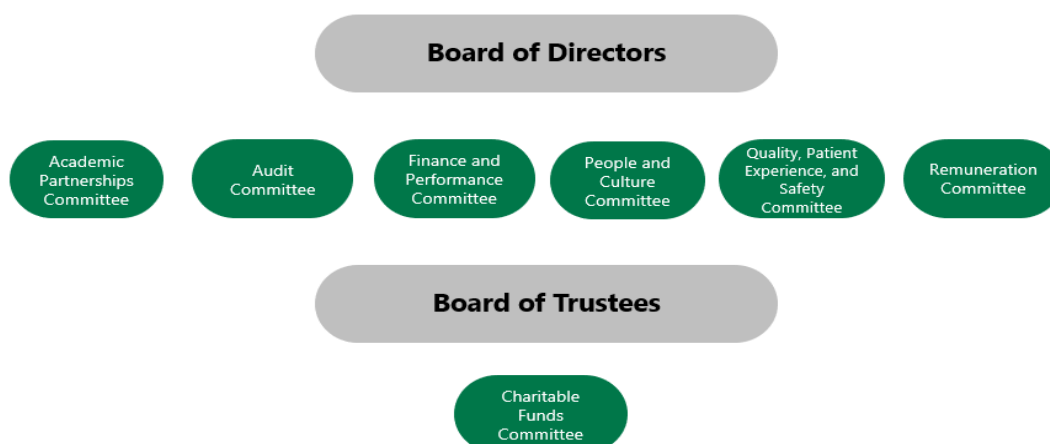 Board of Directors
Academic
Partnerships
Committee
Audit
Committee
Finance and
Performance
Committee
People and
Culture
Committee
Quality, Patient
Experience, and
Safety
Committee
Remuneration
Committee
Board of Trustees
Charitable
Funds
Committee